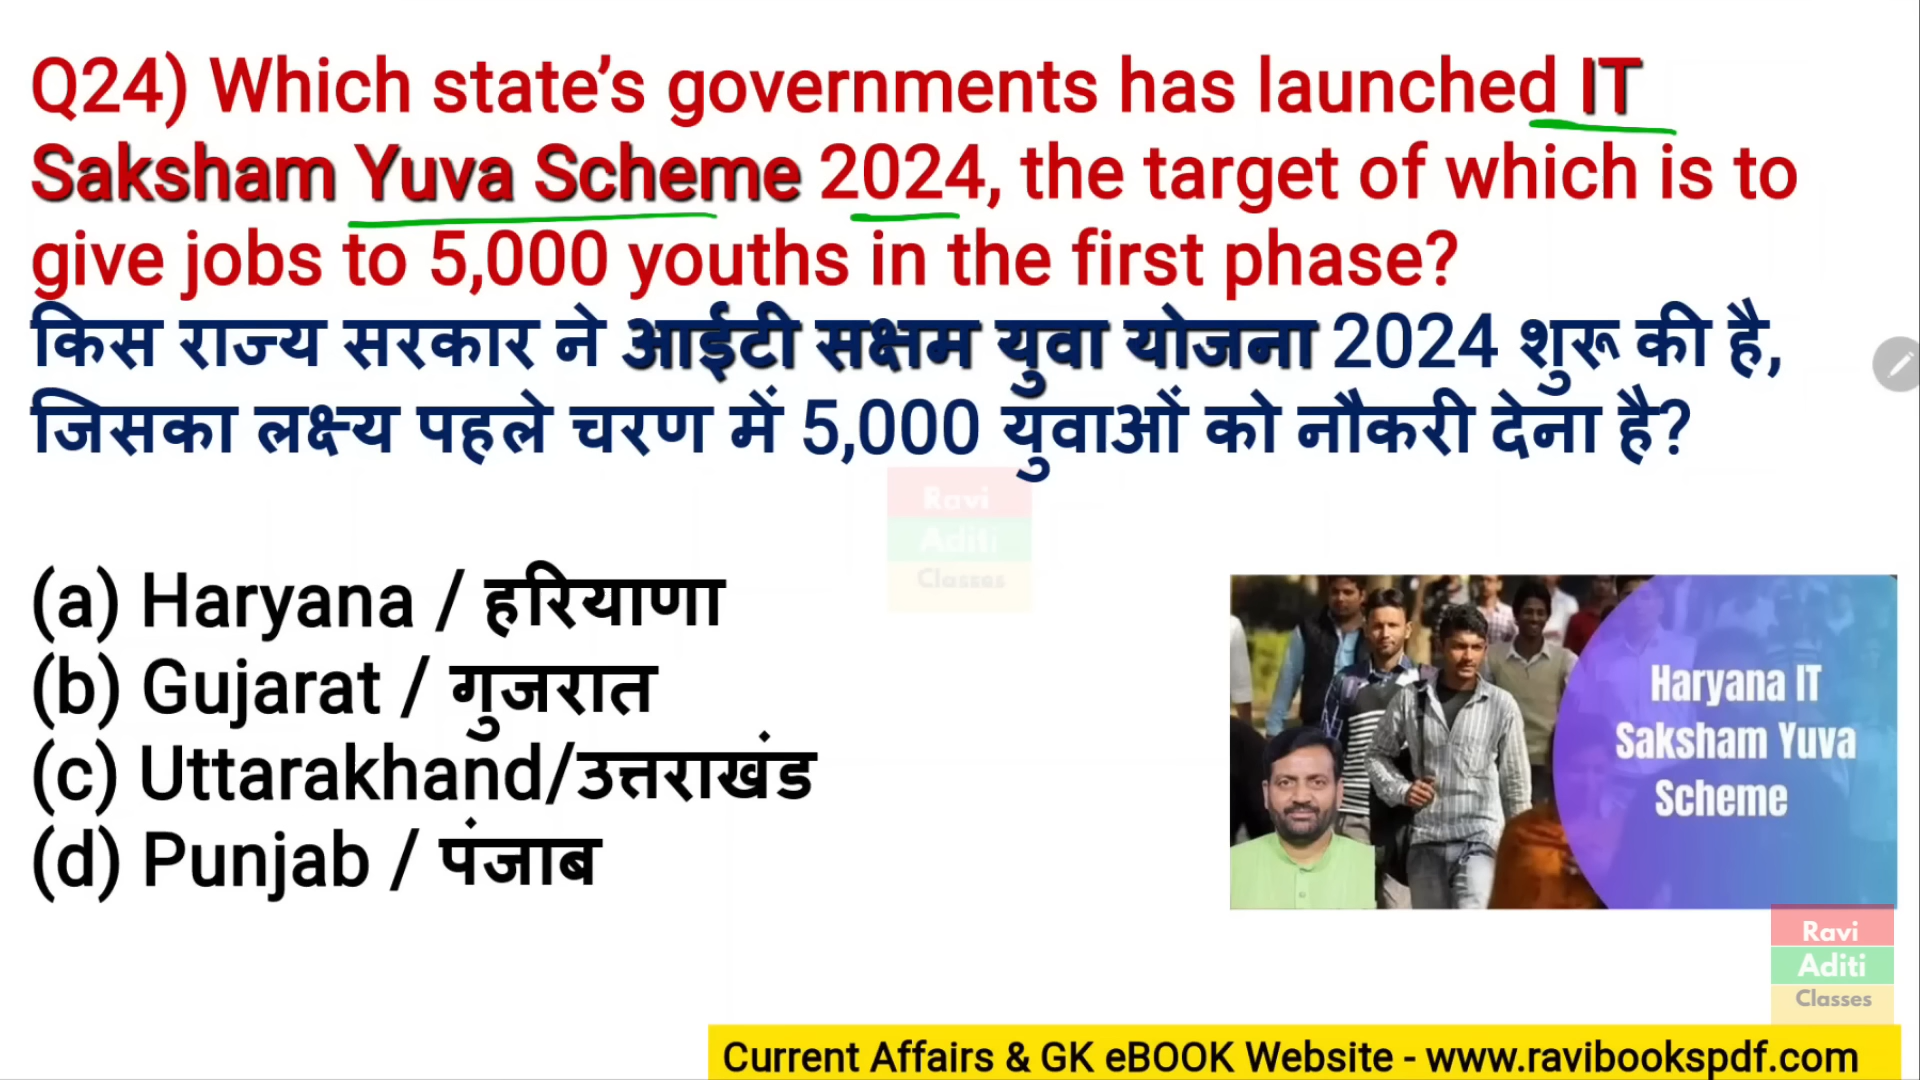 Q24) Which state’s governments has launched IT
Saksham Yuva Scheme 2024, the target of which is to
give jobs to 5,000 youths in the first phase?
किस राज्य सरकार ने आईटी सक्षम युवा योजना 2024 शुरू की है,
जिसका लक्ष्य पहले चरण में 5,000 युवाओं को नौकरी देना है?
Ravi
Aditi
Classes
(a) Haryana / हरियाणा
(b) Gujarat / गुजरात
(c) Uttarakhand/उत्तराखंड
(d) Punjab / पंजाब
Haryana IT
Saksham Yuva
Scheme
Ravi
Aditi
Classes
Current Affairs & GK eBOOK Website - www.ravibookspdf.com